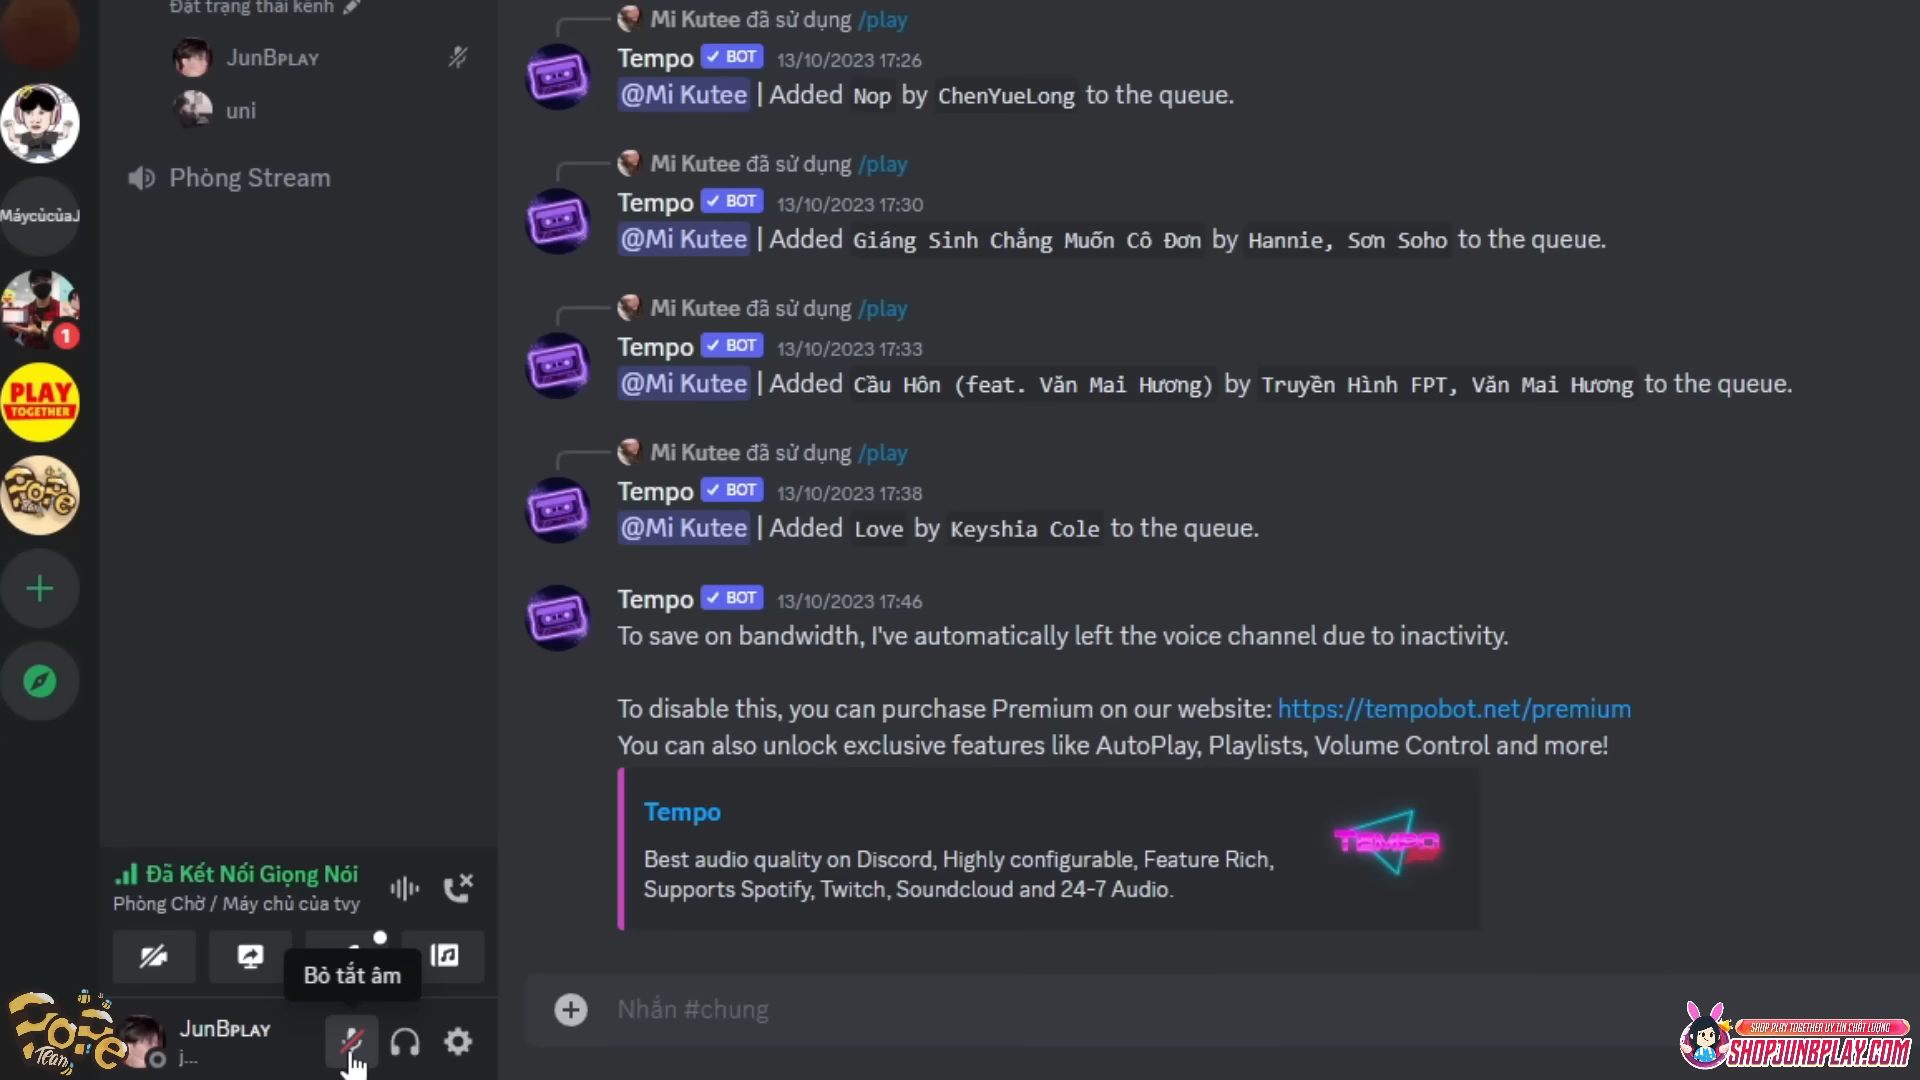 Đặt trạng thái kênh
JunBPLAY
uni
Phòng Stream
MáycủcủaJ
1
PLAY
TOGETHER
Mi Kutee đã sử dụng /play
Tempo ✓ BOT 13/10/2023 17:26
@Mi Kutee | Added Nop by ChenYueLong to the queue.
Mi Kutee đã sử dụng /play
Tempo ✓ BOT 13/10/2023 17:30
@Mi Kutee | Added Giáng Sinh Chẳng Muốn Cô Đơn by Hannie, Sơn Soho to the queue.
Mi Kutee đã sử dụng /play
Tempo ✓ BOT 13/10/2023 17:33
@Mi Kutee | Added Cầu Hôn (feat. Văn Mai Hương) by Truyền Hình FPT, Văn Mai Hương to the queue.
Mi Kutee đã sử dụng /play
Tempo ✓ BOT 13/10/2023 17:38
@Mi Kutee | Added Love by Keyshia Cole to the queue.
Tempo ✓ BOT 13/10/2023 17:46
To save on bandwidth, I've automatically left the voice channel due to inactivity.
To disable this, you can purchase Premium on our website: https://tempobot.net/premium
You can also unlock exclusive features like AutoPlay, Playlists, Volume Control and more!
Tempo
Best audio quality on Discord, Highly configurable, Feature Rich,
Supports Spotify, Twitch, Soundcloud and 24-7 Audio.
TEMPO
Đã Kết Nối Giọng Nói
Phòng Chờ / Máy chủ của tvy
Bỏ tắt âm
JunBPLAY
j...
Nhắn #chung
Team
SHOP PLAY TOGETHER UY TÍN CHẤT LƯỢNG
SHOPJUNBPLAY.COM